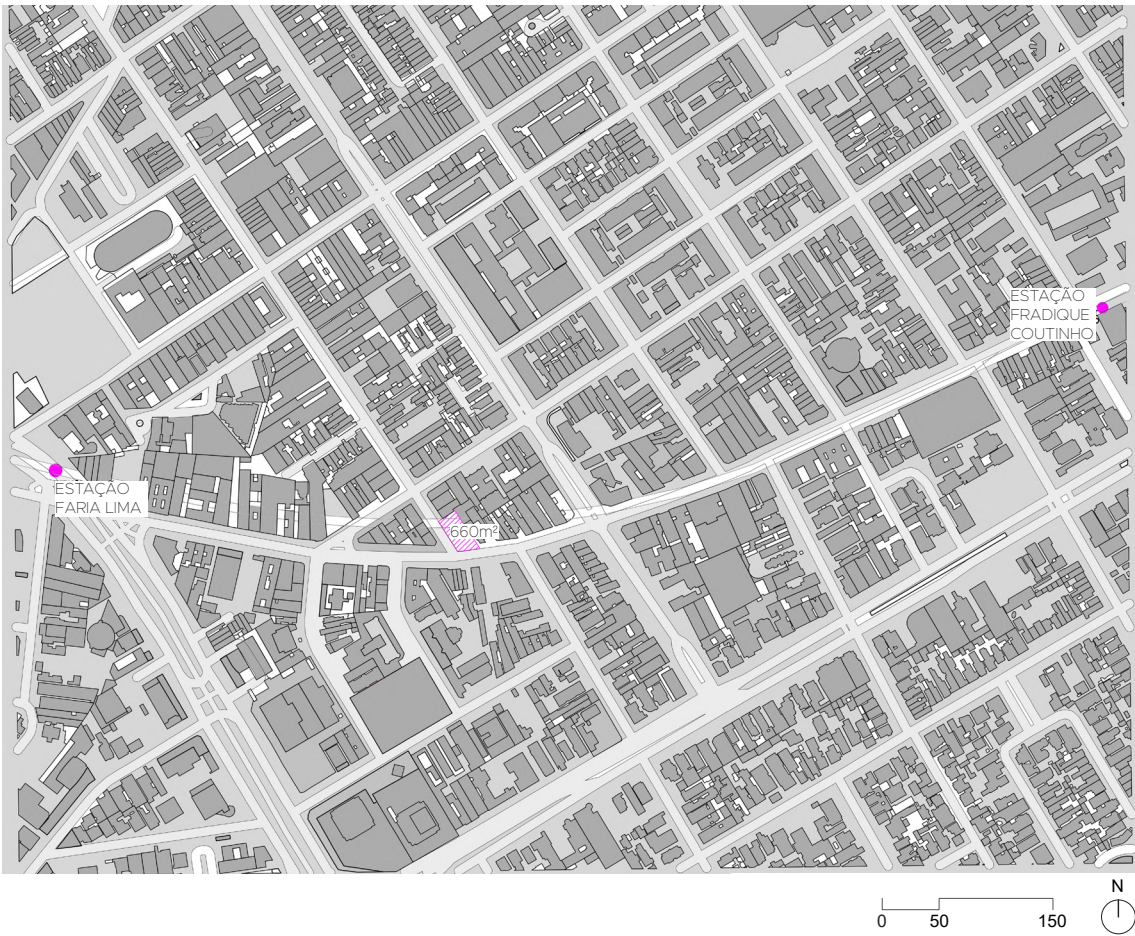 ESTAÇÃO
FRADIQUE
COUTINHO
ESTAÇÃO
FARIA LIMA
660m²
N
0 50 150